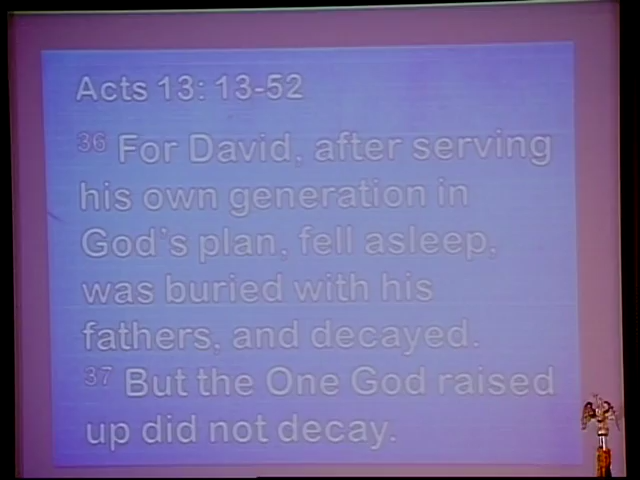 Acts 13: 13-52
36 For David, after serving
his own generation in
God's plan, fell asleep,
was buried with his
fathers, and decayed.
37 But the One God raised
up did not decay.